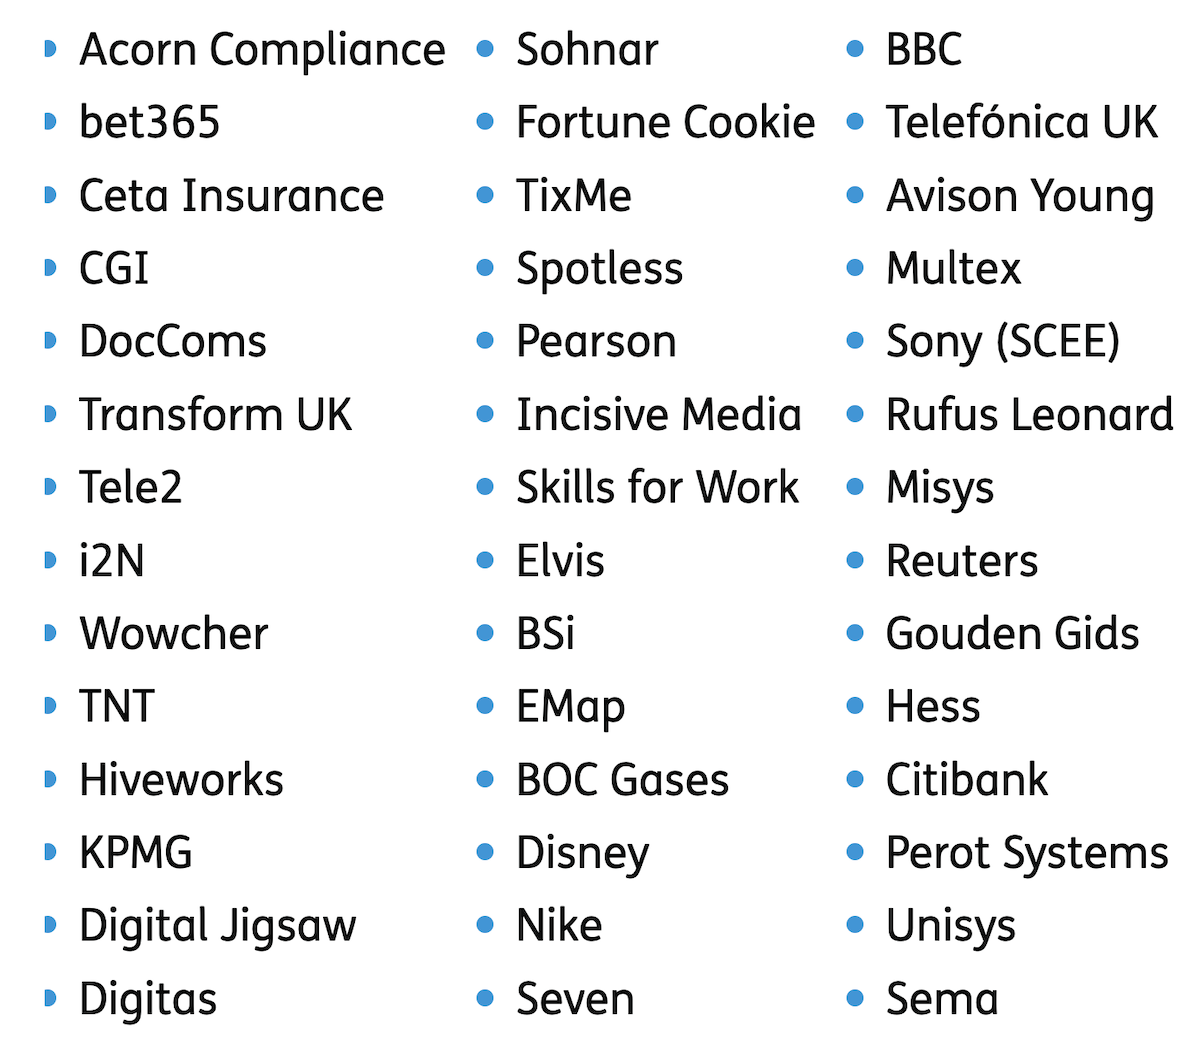 Acorn Compliance
bet365
Ceta Insurance
CGI
DocComs
Transform UK
Tele2
i2N
Wowcher
TNT
Hiveworks
KPMG
Digital Jigsaw
Digitas
Sohnar
Fortune Cookie
TixMe
Spotless
Pearson
Incisive Media
Skills for Work
Elvis
BSi
EMap
BOC Gases
Disney
Nike
Seven
BBC
Telefónica UK
Avison Young
Multex
Sony (SCEE)
Rufus Leonard
Misys
Reuters
Gouden Gids
Hess
Citibank
Perot Systems
Unisys
Sema